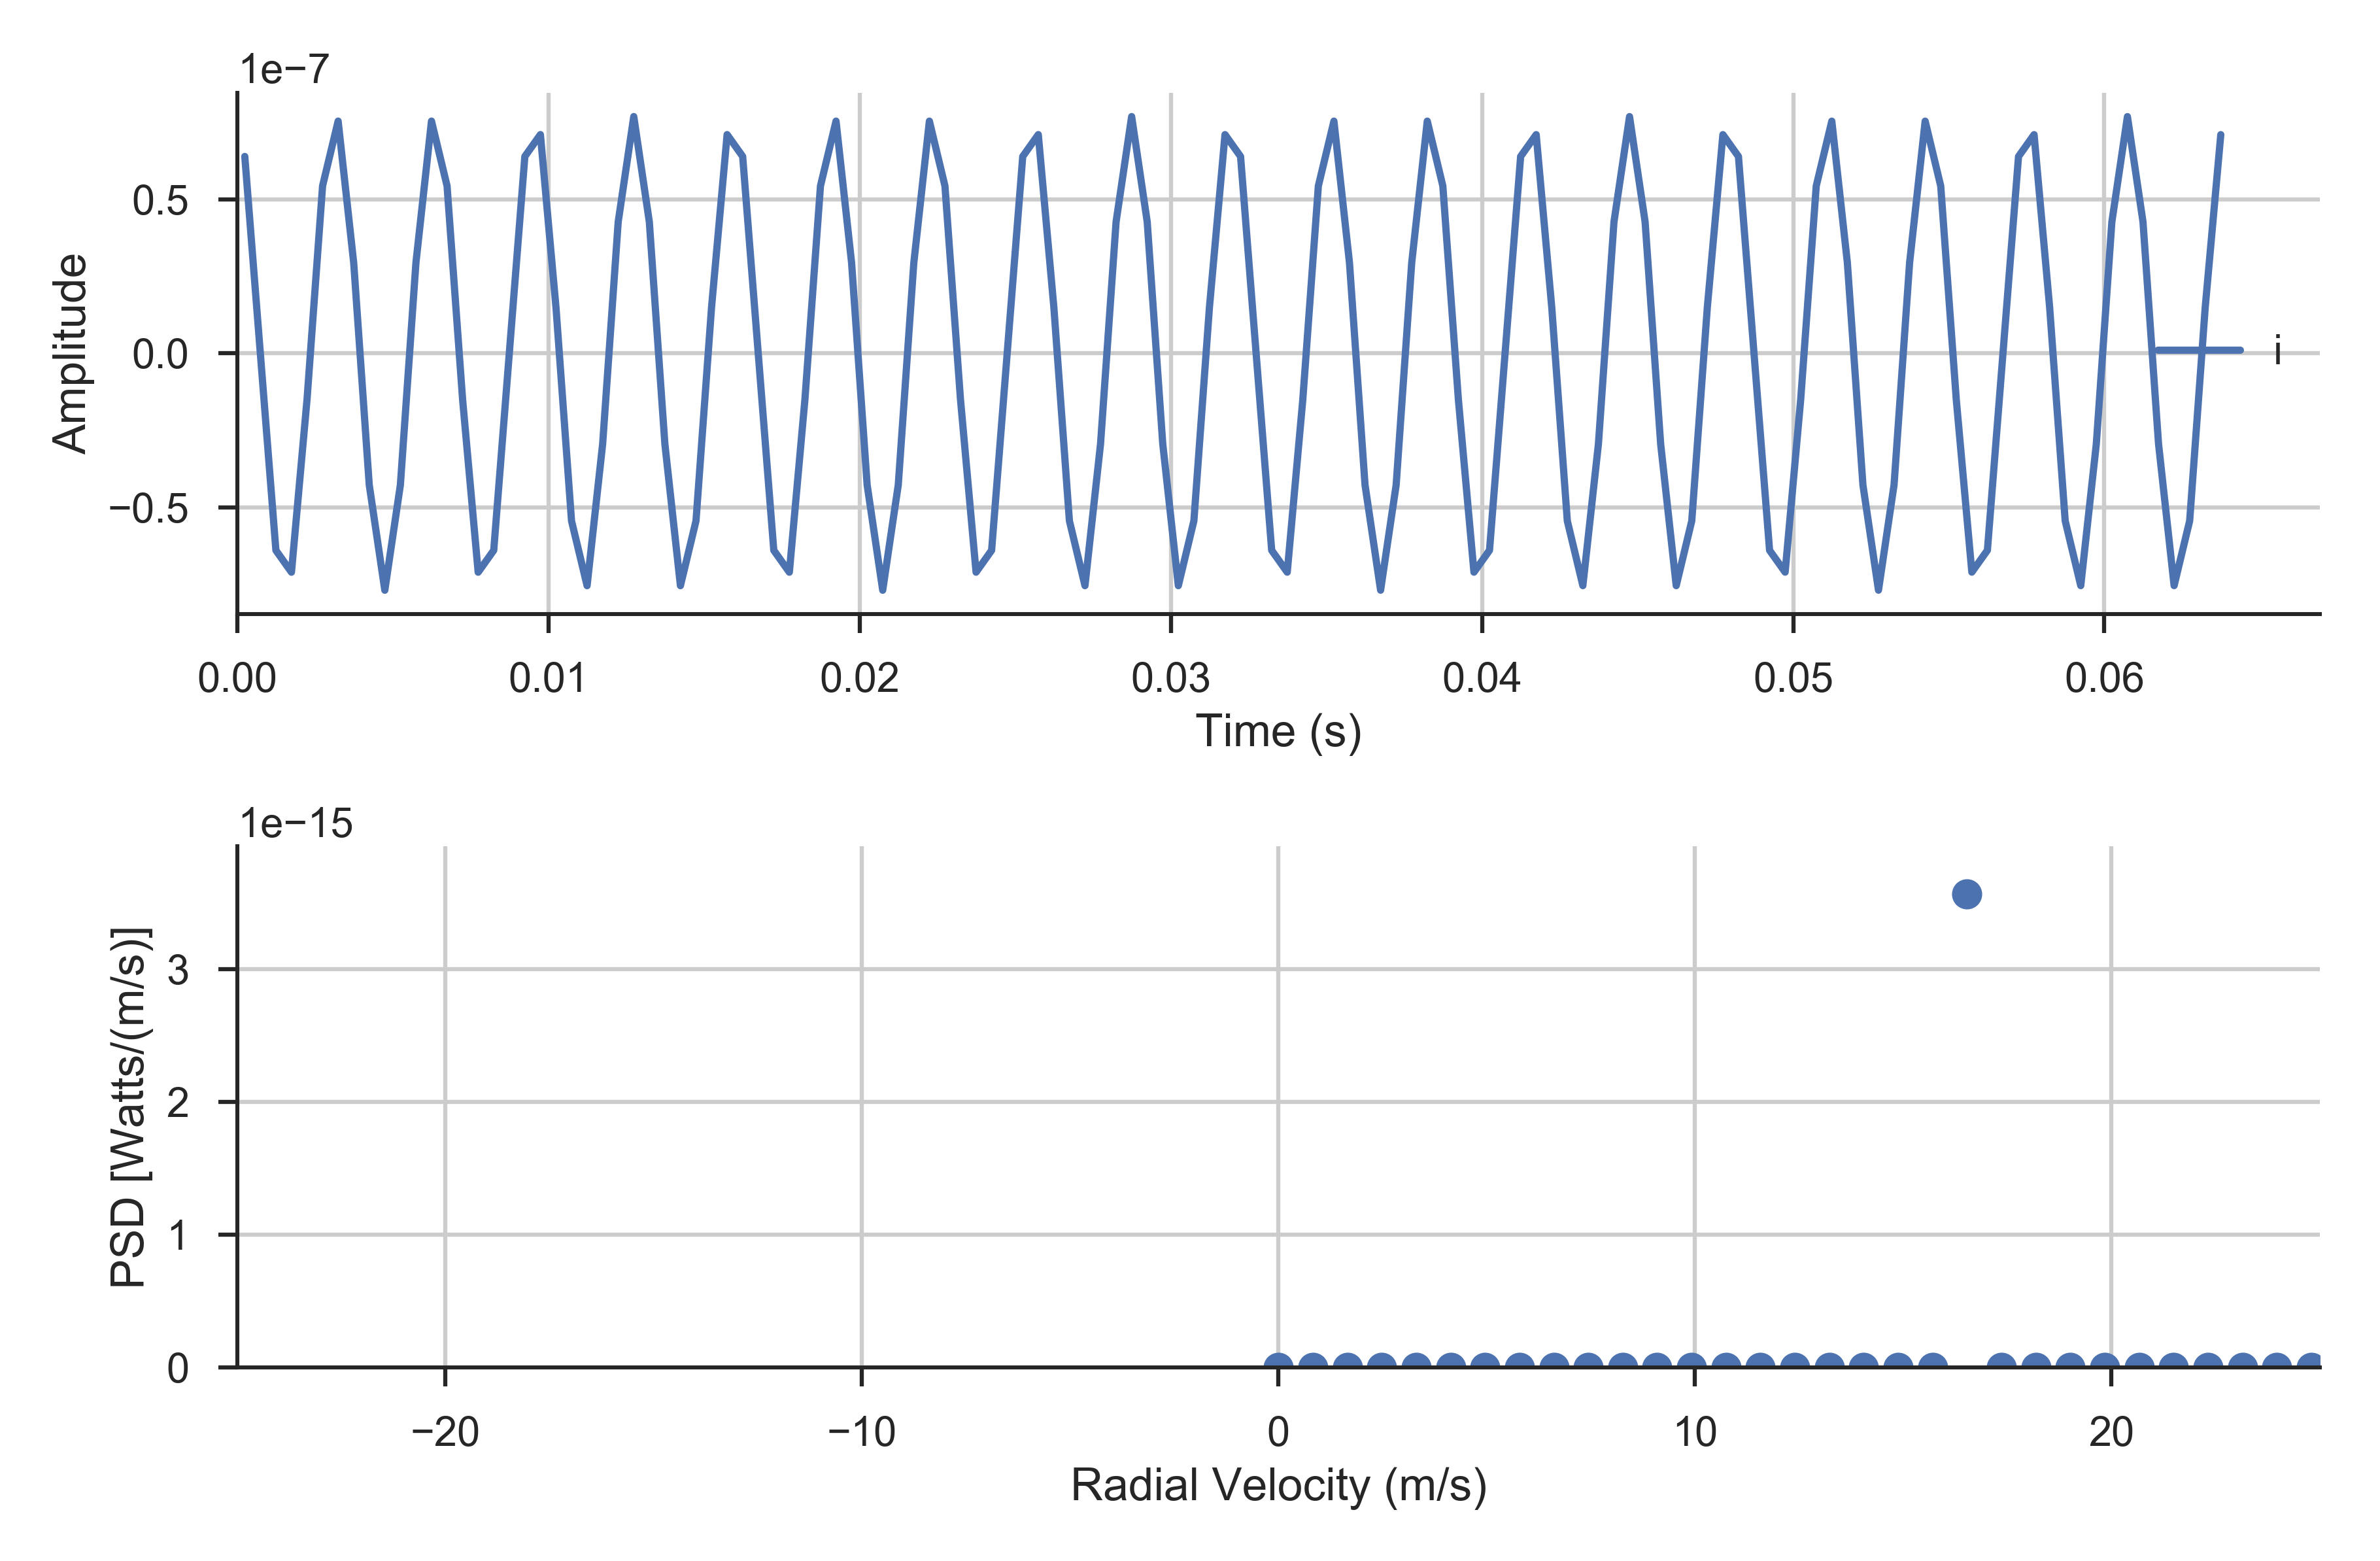 1e−7
0.5
0.0
−0.5
Amplitude
i
0.00 0.01 0.02 0.03 0.04 0.05 0.06
Time (s)
1e−15
3
2
1
0
PSD [Watts/(m/s)]
−20 −10 0 10 20
Radial Velocity (m/s)